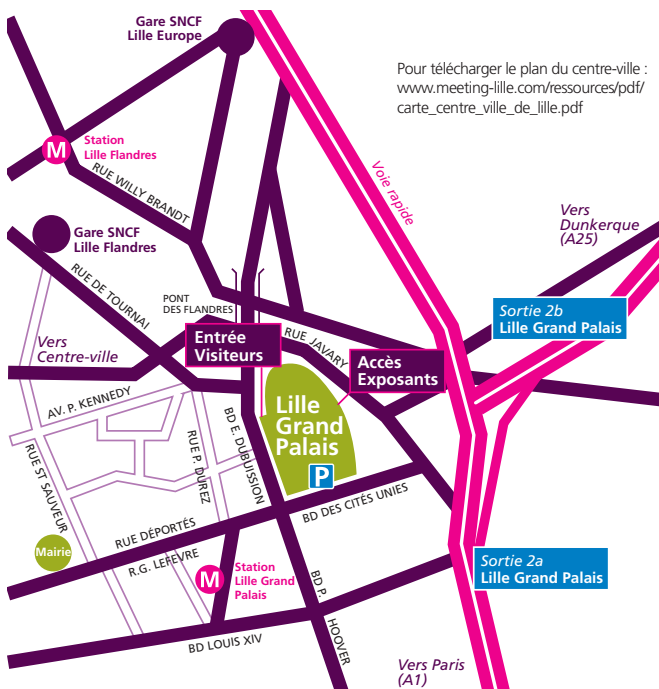 Gare SNCF
Lille Europe
Pour télécharger le plan du centre-ville :
www.meeting-lille.com/ressources/pdf/
carte_centre_ville_de_lille.pdf
M
Station
Lille Flandres
RUE WILLY BRANDT
Voie rapide
Vers
Dunkerque
(A25)
Gare SNCF
Lille Flandres
RUE DE TOURNAI
PONT
DES FLANDRES
Sortie 2b
Lille Grand Palais
Vers
Centre-ville
Entrée
Visiteurs
RUE JAVARY
Accès
Exposants
AV. P. KENNEDY
Lille
Grand
Palais
P
RUE ST SAUVEUR
RUE P. DUREZ
BD E. DUBUISSION
BD DES CITÉS UNIES
RUE DÉPORTÉS
Mairie
R.G. LEFEVRE
M
Station
Lille Grand
Palais
Sortie 2a
Lille Grand Palais
BD P.
HOOVER
BD LOUIS XIV
Vers Paris
(A1)